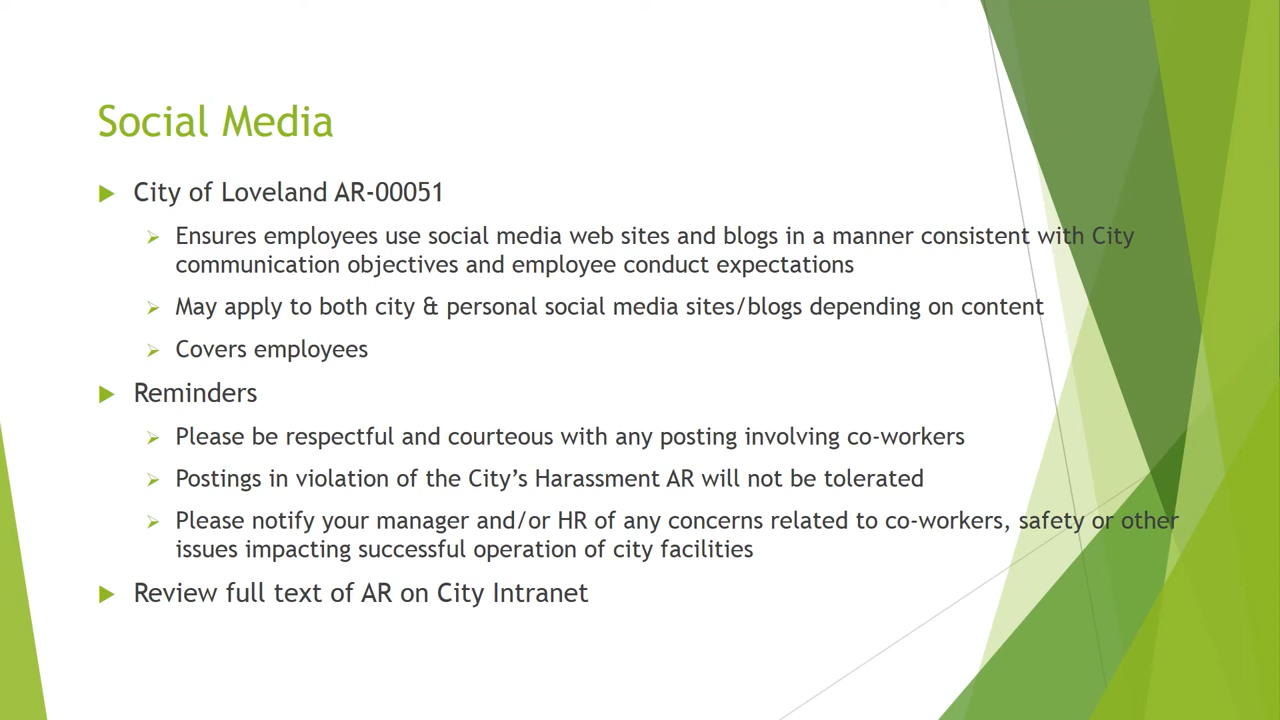 Social Media
City of Loveland AR-00051
Ensures employees use social media web sites and blogs in a manner consistent with City
communication objectives and employee conduct expectations
May apply to both city & personal social media sites/blogs depending on content
Covers employees
Reminders
Please be respectful and courteous with any posting involving co-workers
Postings in violation of the City’s Harassment AR will not be tolerated
Please notify your manager and/or HR of any concerns related to co-workers, safety or other
issues impacting successful operation of city facilities
Review full text of AR on City Intranet